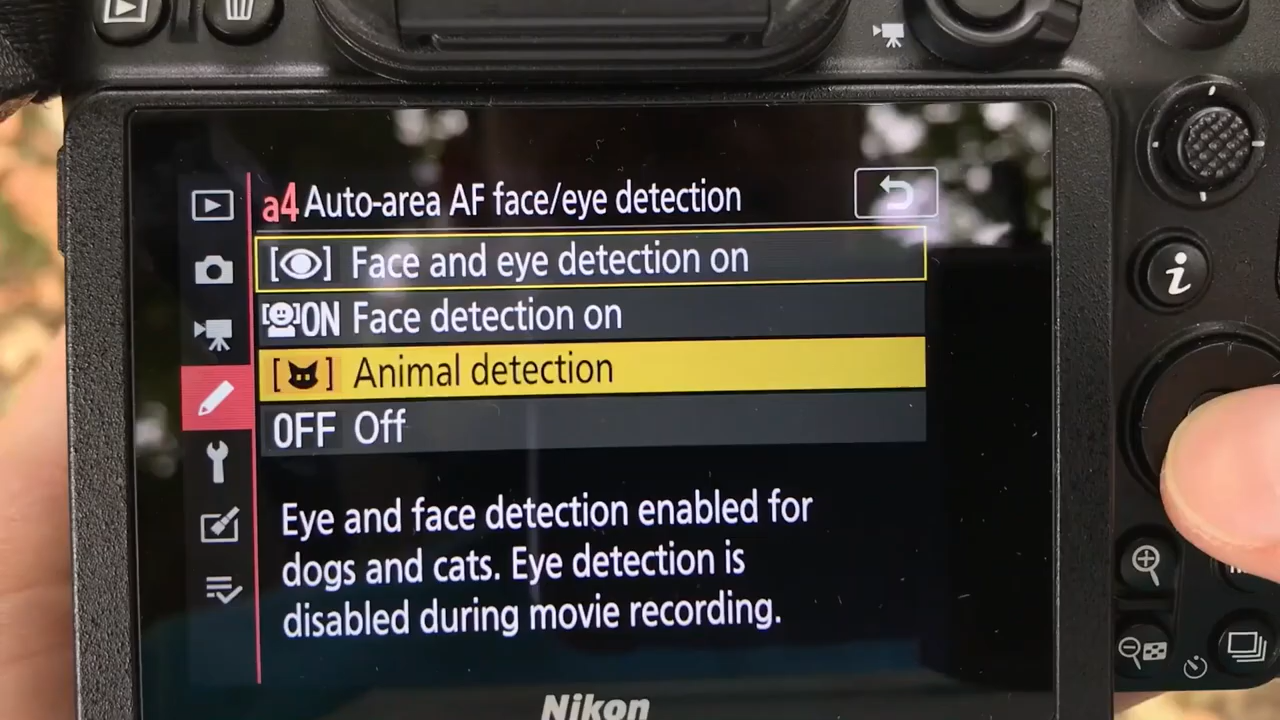 a4 Auto-area AF face/eye detection
Face and eye detection on
ON Face detection on
Animal detection
OFF Off
Eye and face detection enabled for
dogs and cats. Eye detection is
disabled during movie recording.
Nikon
i